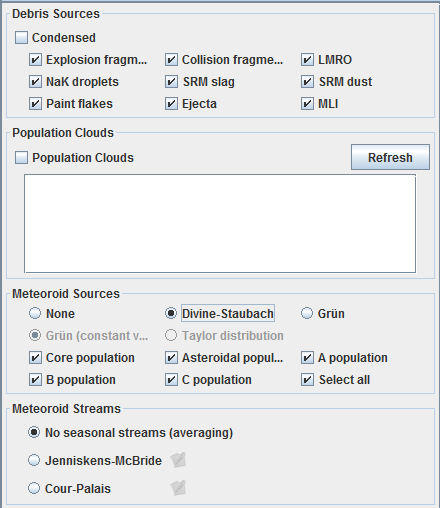 Debris Sources
Condensed
Explosion fragm... Collision fragme... LMRO
NaK droplets SRM slag SRM dust
Paint flakes Ejecta MLI
Population Clouds
Population Clouds Refresh
Meteoroid Sources
None Divine-Staubach Grün
Grün (constant v... Taylor distribution
Core population Asteroidal popul... A population
B population C population Select all
Meteoroid Streams
No seasonal streams (averaging)
Jenniskens-McBride
Cour-Palais